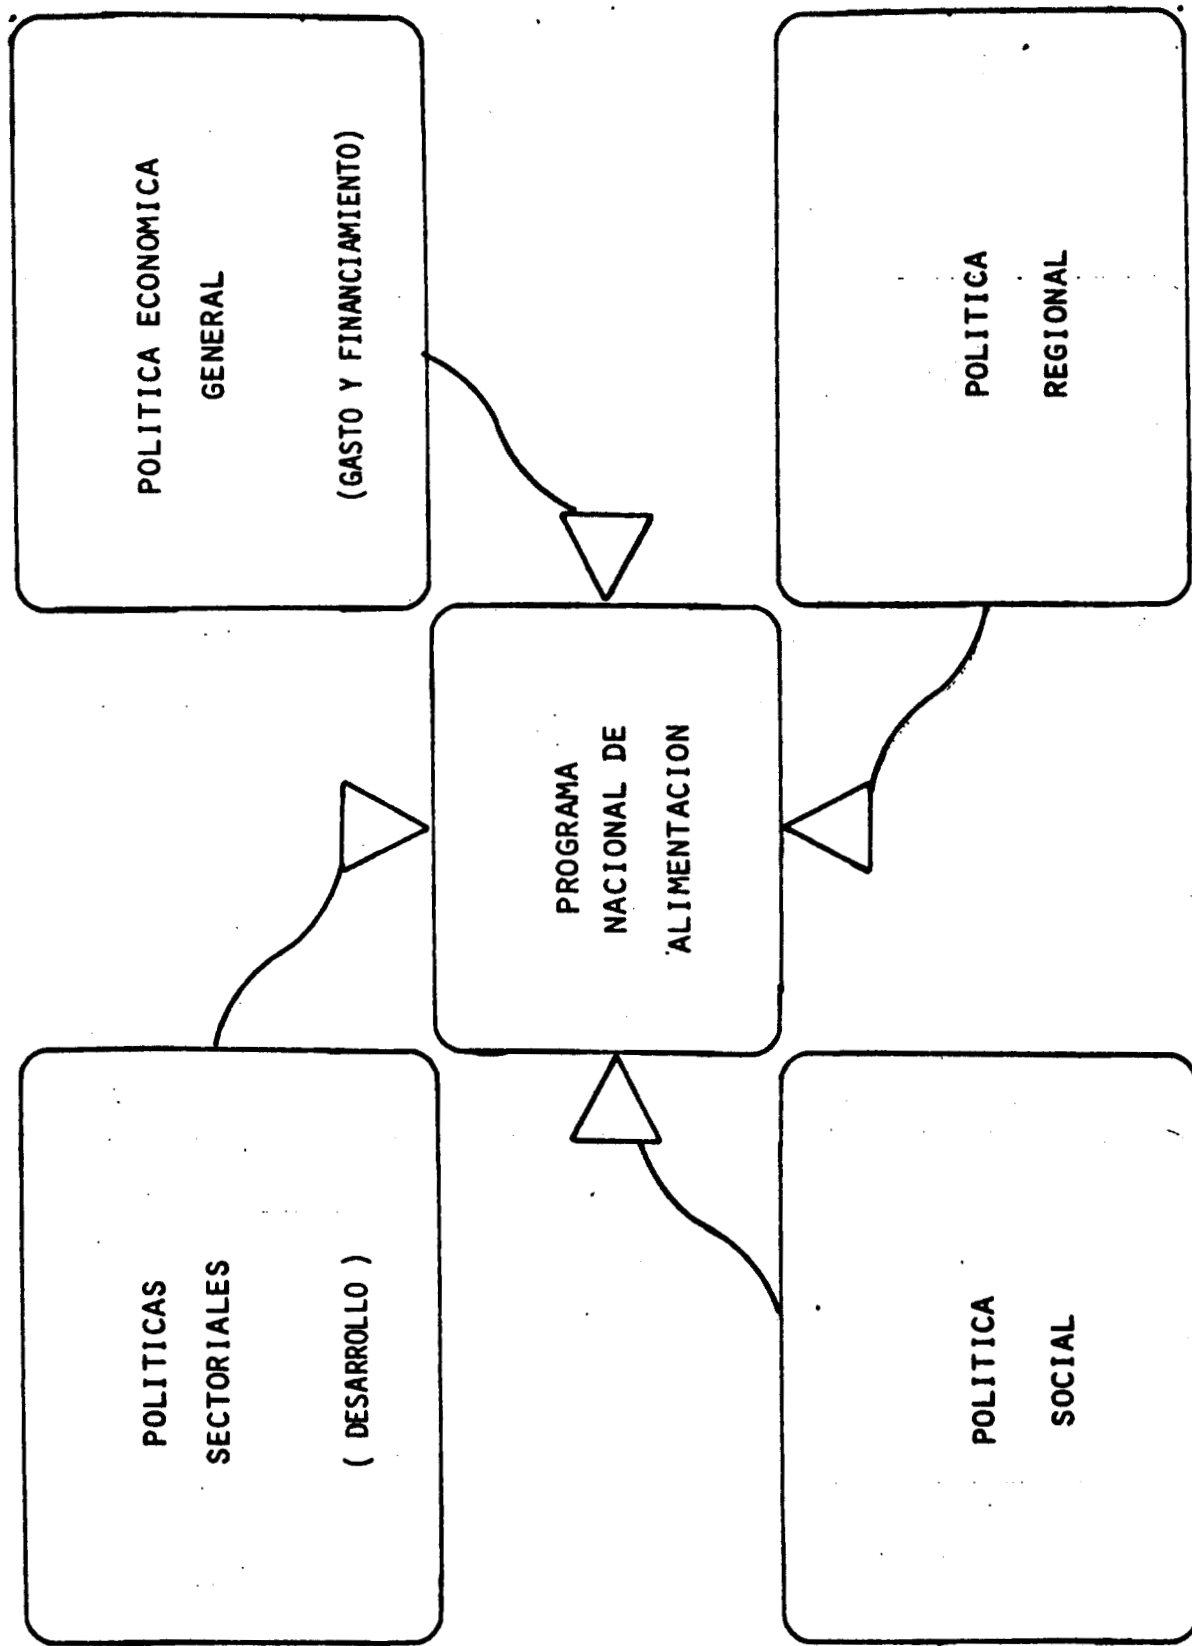 POLITICAS
SECTORIALES
( DESARROLLO )
POLITICA ECONOMICA
GENERAL
(GASTO Y FINANCIAMIENTO)
PROGRAMA
NACIONAL DE
ALIMENTACION
POLITICA
SOCIAL
POLITICA
REGIONAL